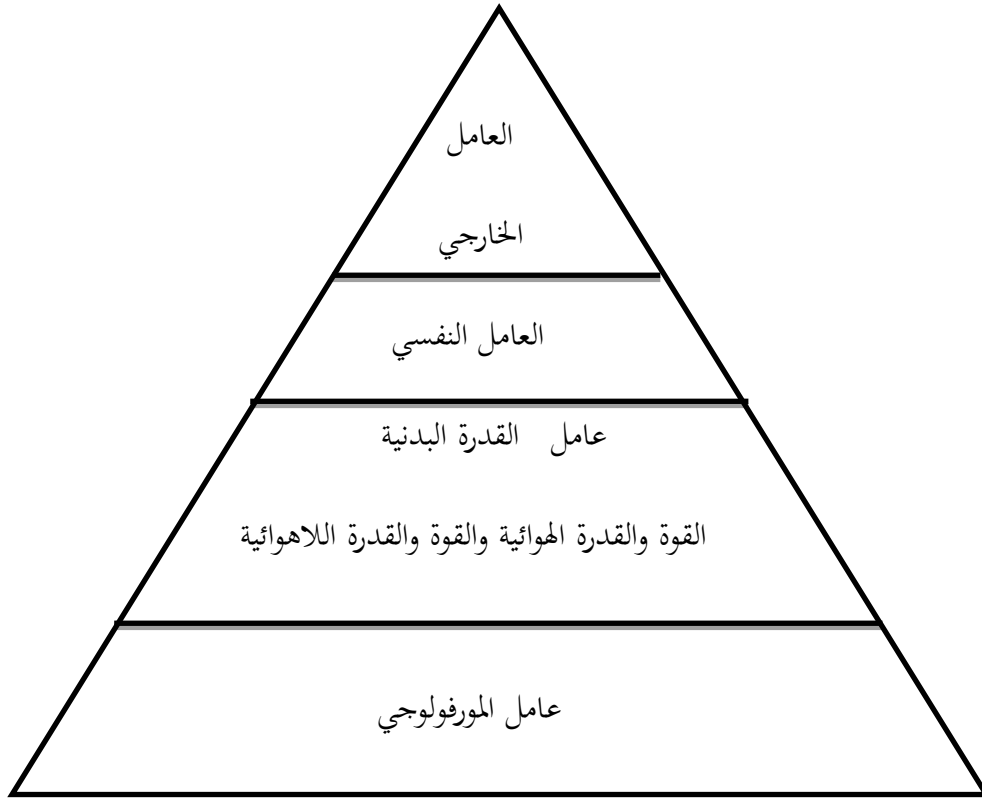 العامل
الخارجي
العامل النفسي
عامل القدرة البدنية
القوة والقدرة الهوائية والقوة والقدرة اللاهوائية
عامل المورفولوجي